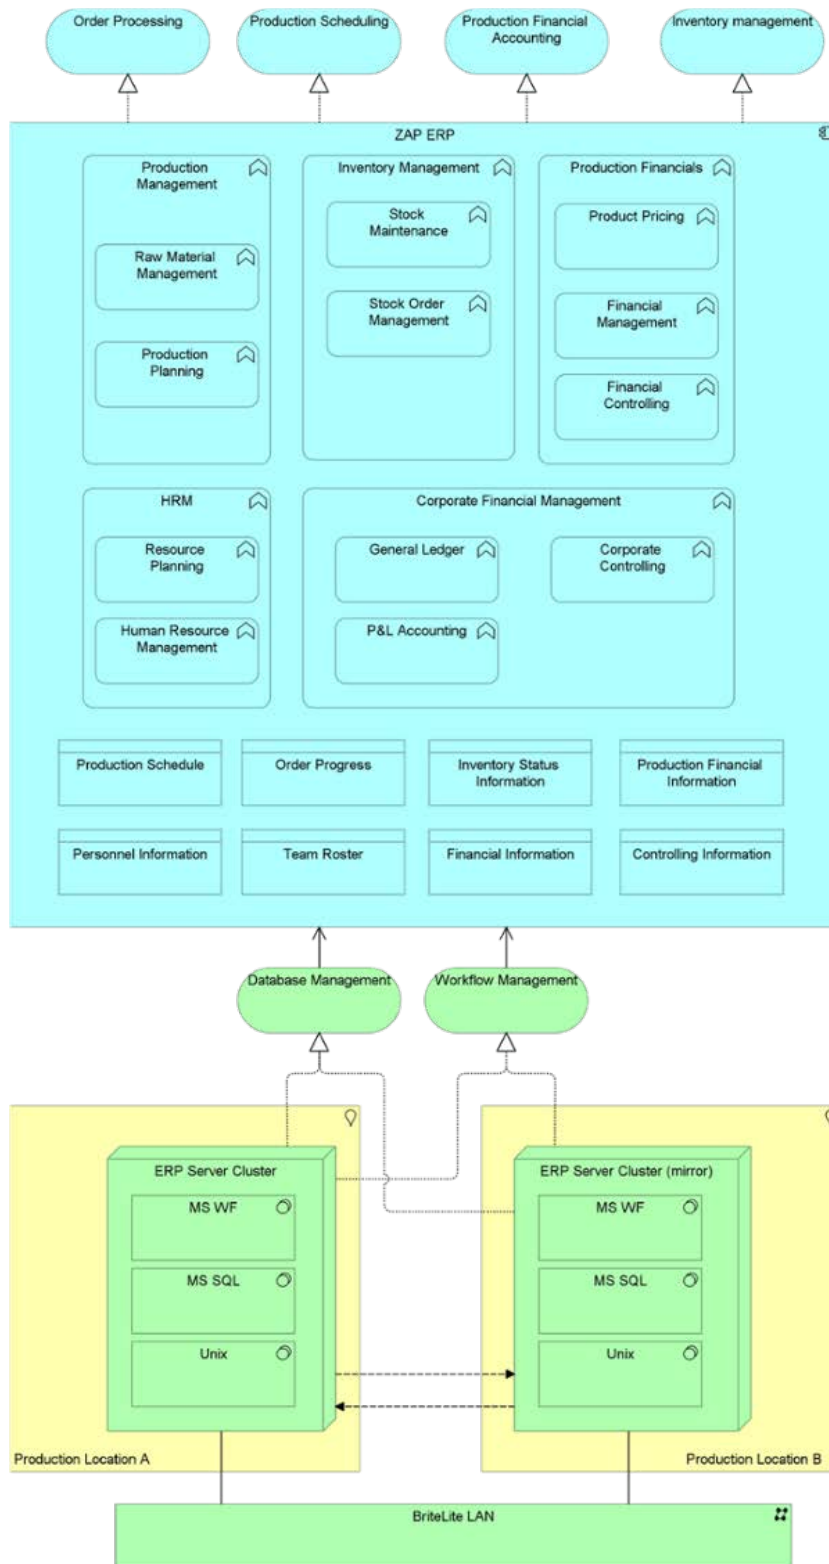 Order Processing
Production Scheduling
Production Financial
Accounting
Inventory management
ZAP ERP
Production
Management
Inventory Management
Production Financials
Stock
Maintenance
Product Pricing
Raw Material
Management
Stock Order
Management
Financial
Management
Production
Planning
Financial
Controlling
HRM
Corporate Financial Management
Resource
Planning
General Ledger
Corporate
Controlling
Human Resource
Management
P&L Accounting
Production Schedule
Order Progress
Inventory Status
Information
Production Financial
Information
Personnel Information
Team Roster
Financial Information
Controlling Information
Database Management
Workflow Management
ERP Server Cluster
MS WF
MS SQL
Unix
Production Location A
ERP Server Cluster (mirror)
MS WF
MS SQL
Unix
Production Location B
BriteLite LAN